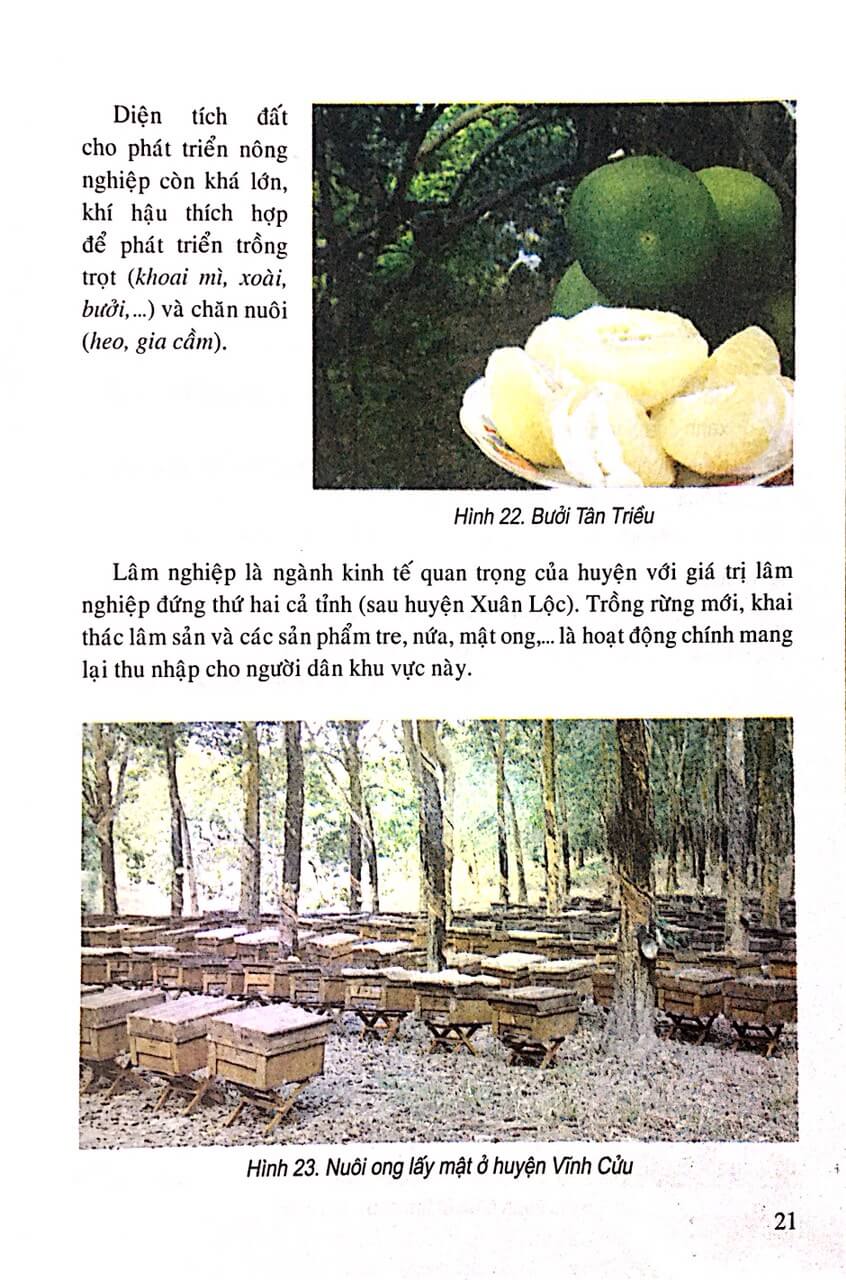 Diện tích đất
cho phát triển nông
nghiệp còn khá lớn,
khí hậu thích hợp
để phát triển trồng
trọt (khoai mì, xoài,
bưởi,...) và chăn nuôi
(heo, gia cầm).
Hình 22. Bưởi Tân Triều
Lâm nghiệp là ngành kinh tế quan trọng của huyện với giá trị lâm
nghiệp đứng thứ hai cả tỉnh (sau huyện Xuân Lộc). Trồng rừng mới, khai
thác lâm sản và các sản phẩm tre, nứa, mật ong,... là hoạt động chính mang
lại thu nhập cho người dân khu vực này.
Hình 23. Nuôi ong lấy mật ở huyện Vĩnh Cửu
21